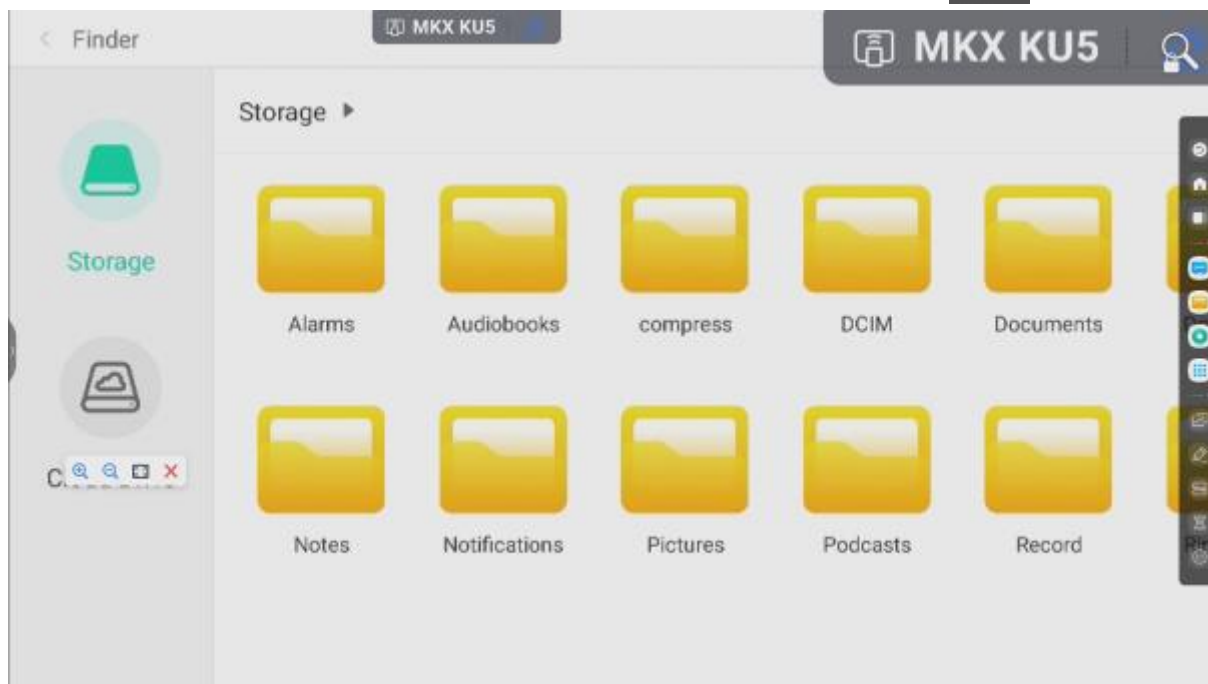 Finder
MKX KU5
MKX KU5
Storage
Storage
Alarms
Audiobooks
compress
DCIM
Documents
Notes
Notifications
Pictures
Podcasts
Record